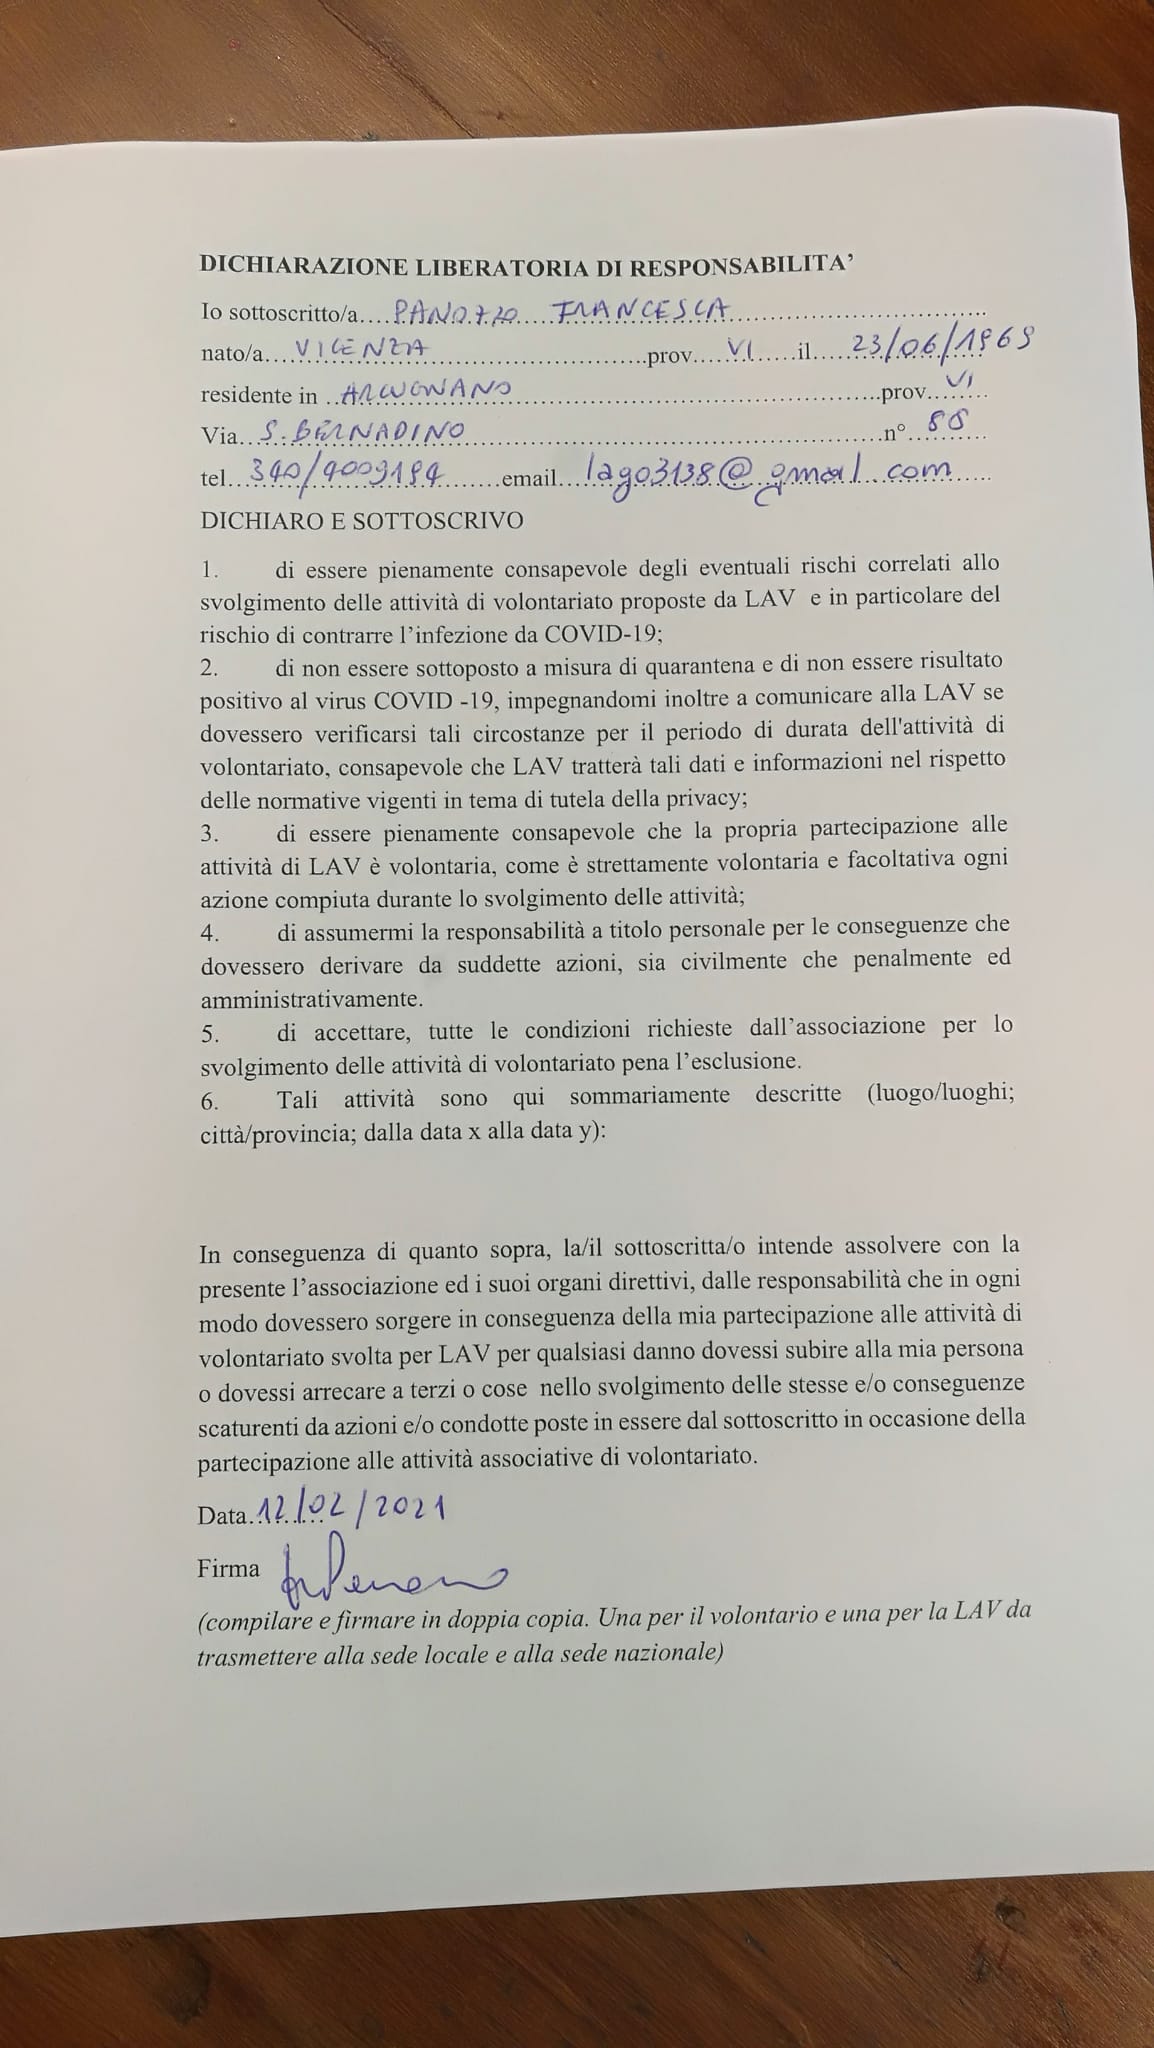 DICHIARAZIONE LIBERATORIA DI RESPONSABILITA'
Io sottoscritto/a.... PANOZZO FRANCESCA
nato/a.... VICENZA prov.... VI il..... 23/06/1969
residente in .. ARCUGNANO prov.. VI
Via.. S. BERNADINO n° 88
tel... 340/9009194 email... lago3138@gmail.com
DICHIARO E SOTTOSCRIVO
1. di essere pienamente consapevole degli eventuali rischi correlati allo
svolgimento delle attività di volontariato proposte da LAV e in particolare del
rischio di contrarre l'infezione da COVID-19;
2. di non essere sottoposto a misura di quarantena e di non essere risultato
positivo al virus COVID -19, impegnandomi inoltre a comunicare alla LAV se
dovessero verificarsi tali circostanze per il periodo di durata dell'attività di
volontariato, consapevole che LAV tratterà tali dati e informazioni nel rispetto
delle normative vigenti in tema di tutela della privacy;
3. di essere pienamente consapevole che la propria partecipazione alle
attività di LAV è volontaria, come è strettamente volontaria e facoltativa ogni
azione compiuta durante lo svolgimento delle attività;
4. di assumermi la responsabilità a titolo personale per le conseguenze che
dovessero derivare da suddette azioni, sia civilmente che penalmente ed
amministrativamente.
5. di accettare, tutte le condizioni richieste dall'associazione per lo
svolgimento delle attività di volontariato pena l'esclusione.
6. Tali attività sono qui sommariamente descritte (luogo/luoghi;
città/provincia; dalla data x alla data y):
In conseguenza di quanto sopra, la/il sottoscritta/o intende assolvere con la
presente l'associazione ed i suoi organi direttivi, dalle responsabilità che in ogni
modo dovessero sorgere in conseguenza della mia partecipazione alle attività di
volontariato svolta per LAV per qualsiasi danno dovessi subire alla mia persona
o dovessi arrecare a terzi o cose nello svolgimento delle stesse e/o conseguenze
scaturenti da azioni e/o condotte poste in essere dal sottoscritto in occasione della
partecipazione alle attività associative di volontariato.
Data. 12/02/2021
Firma
(compilare e firmare in doppia copia. Una per il volontario e una per la LAV da
trasmettere alla sede locale e alla sede nazionale)